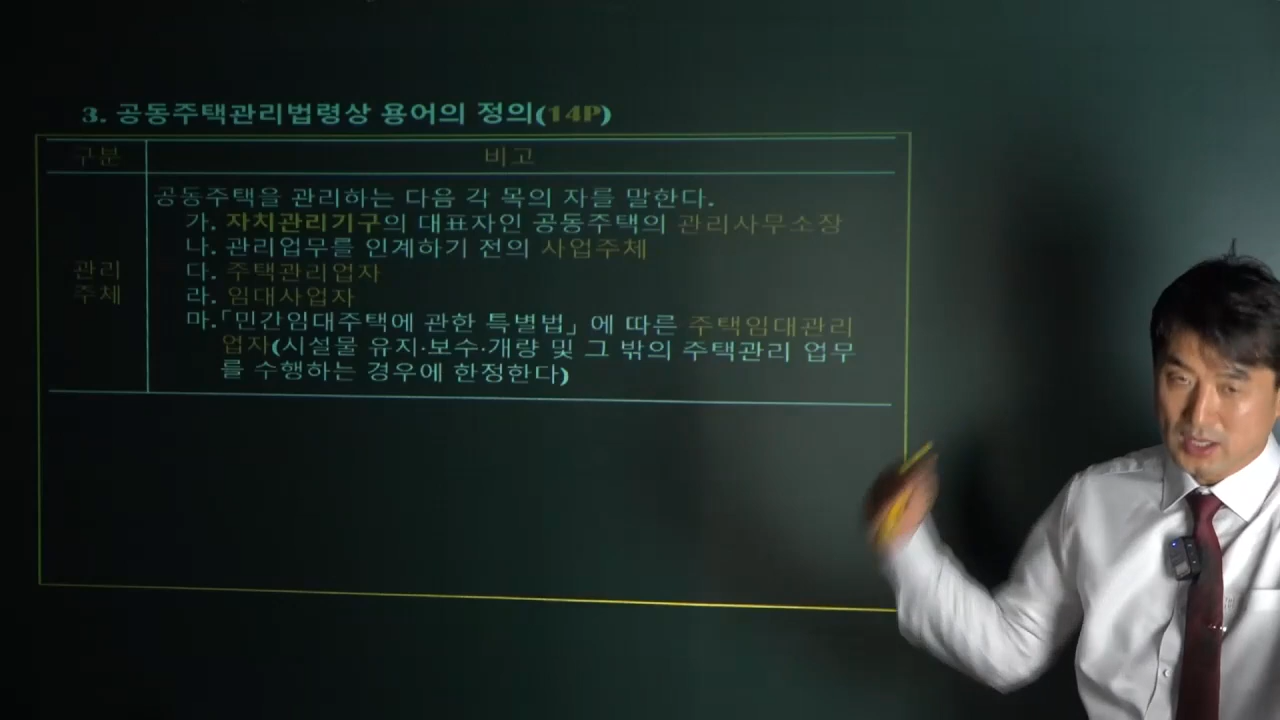 3. 공동주택관리법령상 용어의 정의(14P)
구분
비고
관리
주체
공동주택을 관리하는 다음 각 목의 자를 말한다.
가. 자치관리기구의 대표자인 공동주택의 관리사무소장
나. 관리업무를 인계하기 전의 사업주체
다. 주택관리업자
라. 임대사업자
마.「민간임대주택에 관한 특별법」에 따른 주택임대관리
업자(시설물 유지·보수·개량 및 그 밖의 주택관리 업무
를 수행하는 경우에 한정한다)